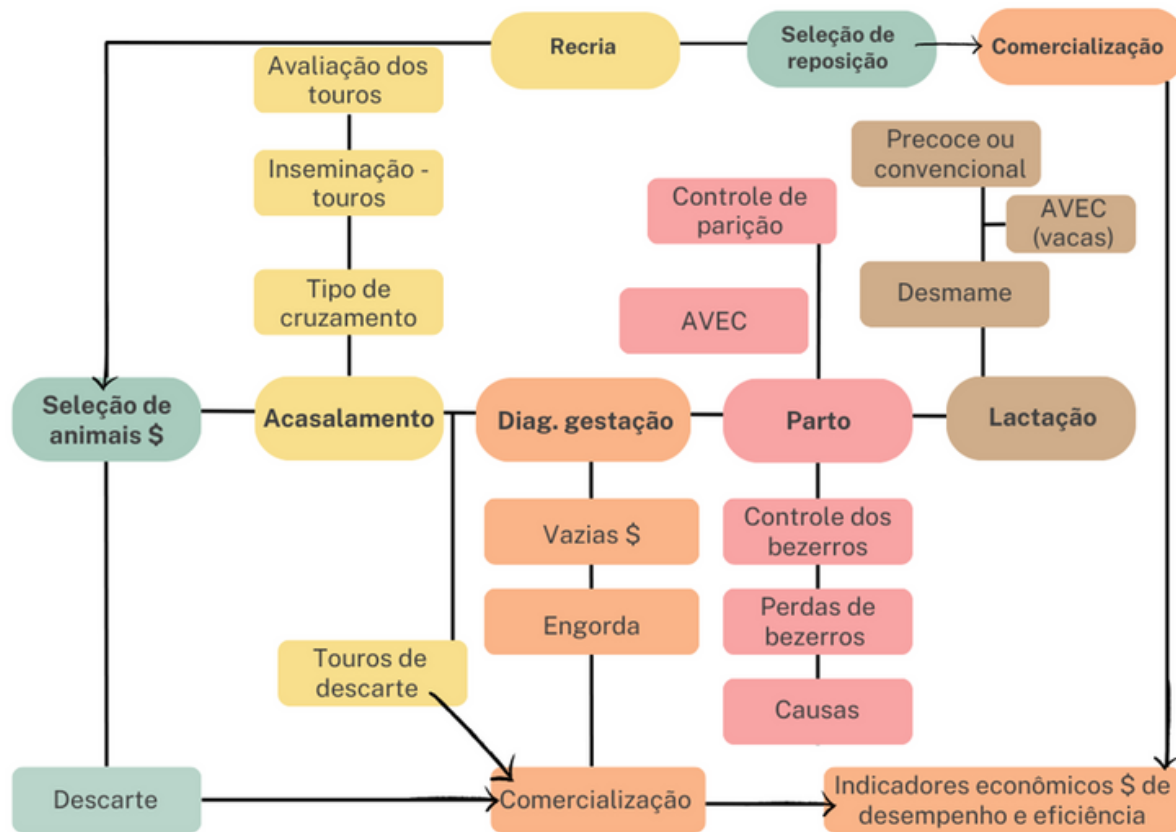 Recria
Seleção de
reposição
Comercialização
Avaliação dos
touros
Inseminação -
touros
Tipo de
cruzamento
Controle de
parição
AVEC
Precoce ou
convencional
AVEC
(vacas)
Desmame
Seleção de
animais $
Acasalamento
Diag. gestação
Parto
Lactação
Vazias $
Engorda
Controle dos
bezerros
Perdas de
bezerros
Causas
Touros de
descarte
Descarte
Comercialização
Indicadores econômicos $ de
desempenho e eficiência